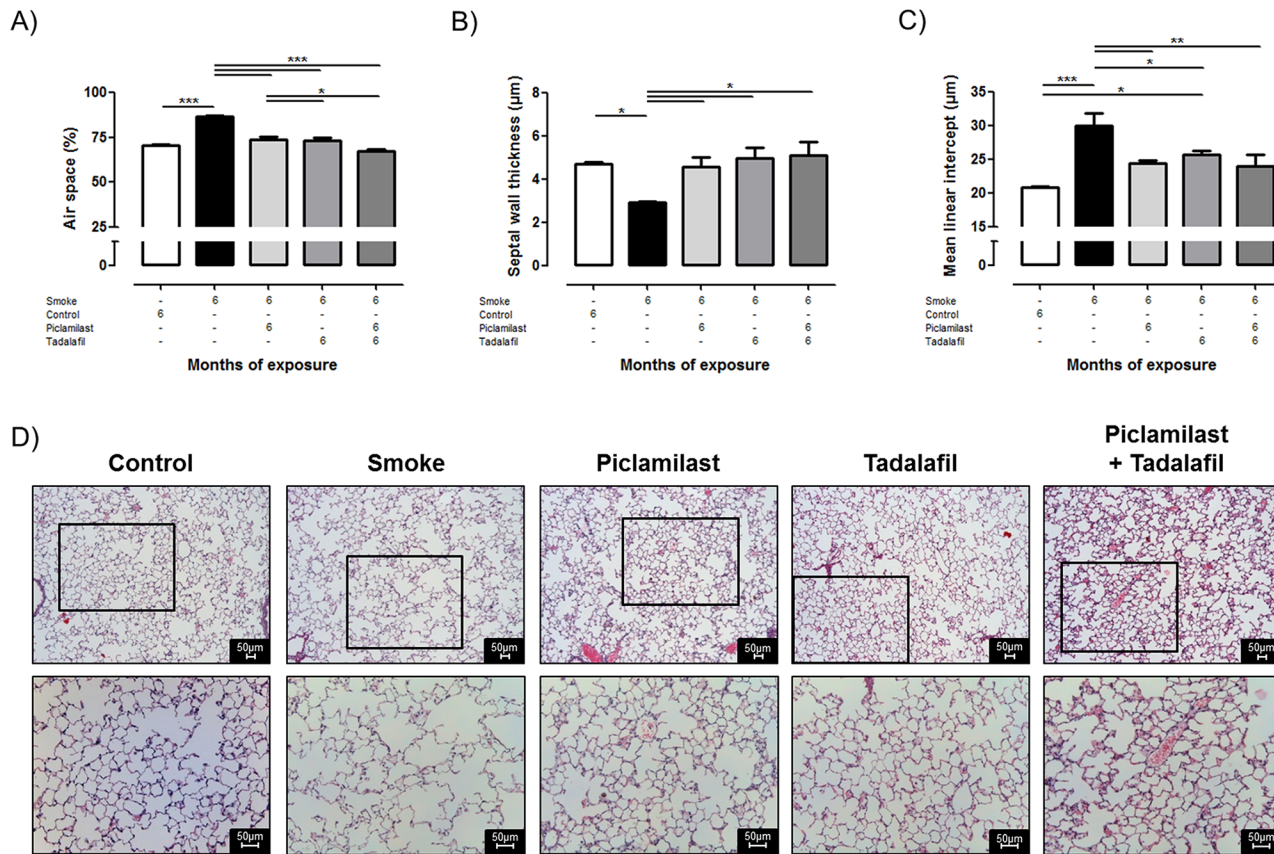 A)
Air space (%)
100
75
50
25
0
***
***
*
Smoke - 6 6 6 6
Control 6 - - - -
Piclamilast - - 6 - 6
Tadalafil - - - 6 6
Months of exposure
B)
Septal wall thickness (µm)
8
6
4
2
0
*
*
Smoke - 6 6 6 6
Control 6 - - - -
Piclamilast - - 6 - 6
Tadalafil - - - 6 6
Months of exposure
C)
Mean linear intercept (µm)
35
30
25
20
15
0
**
*
***
*
Smoke - 6 6 6 6
Control 6 - - - -
Piclamilast - - 6 - 6
Tadalafil - - - 6 6
Months of exposure
D)
Control
Smoke
Piclamilast
Tadalafil
Piclamilast
+ Tadalafil
50µm
50µm
50µm
50µm
50µm
50µm
50µm
50µm
50µm
50µm